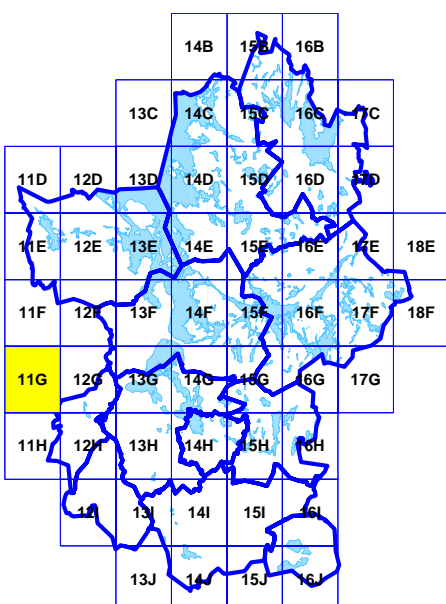 14B 15B 16B
13C 14C 15C 16C 17C
11D 12D 13D 14D 15D 16D 17D
11E 12E 13E 14E 15E 16E 17E 18E
11F 12F 13F 14F 15F 16F 17F 18F
11G 12G 13G 14G 15G 16G 17G
11H 12H 13H 14H 15H 16H
12I 13I 14I 15I 16I
13J 14J 15J 16J